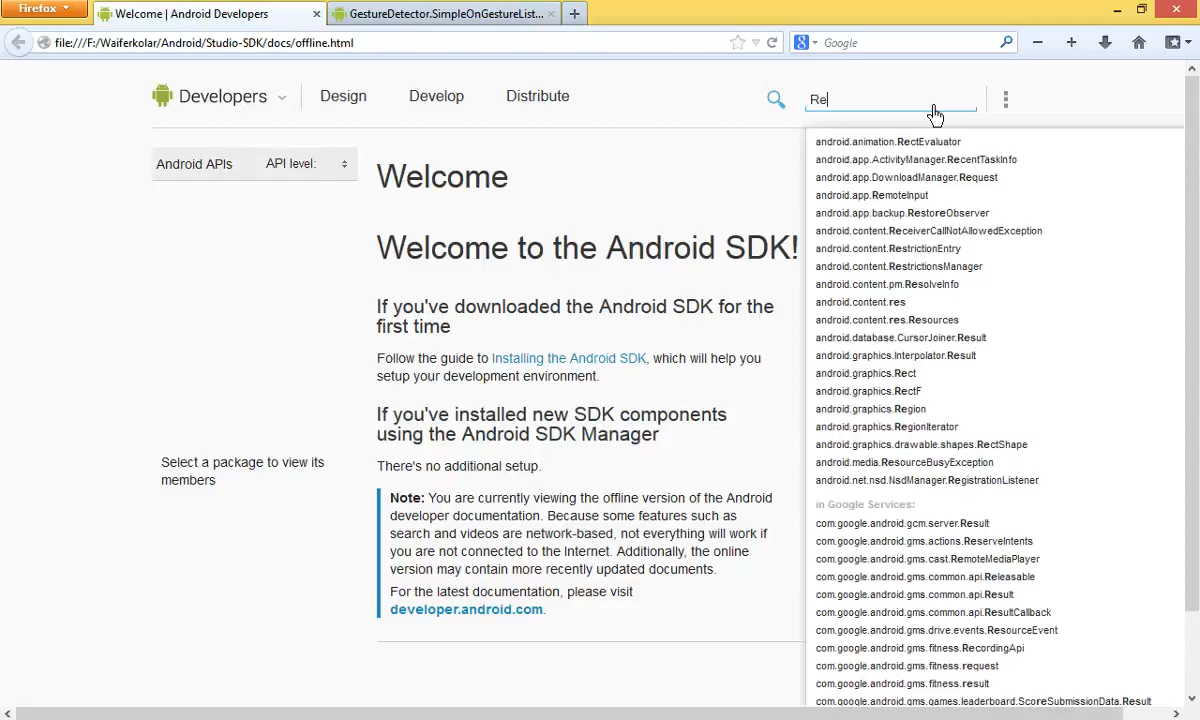 Firefox
Welcome | Android Developers
GestureDetector.SimpleOnGestureList...
file:///F:/Waiferkolar/Android/Studio-SDK/docs/offline.html
Google
Developers
Design
Develop
Distribute
Re
Android APIs
API level:
Select a package to view its
members
Welcome
Welcome to the Android SDK!
If you've downloaded the Android SDK for the
first time
Follow the guide to Installing the Android SDK, which will help you
setup your development environment.
If you've installed new SDK components
using the Android SDK Manager
There's no additional setup.
Note: You are currently viewing the offline version of the Android
developer documentation. Because some features such as
search and videos are network-based, not everything will work if
you are not connected to the Internet. Additionally, the online
version may contain more recently updated documents.
For the latest documentation, please visit
developer.android.com.
android.animation.RectEvaluator
android.app.ActivityManager.RecentTaskInfo
android.app.DownloadManager.Request
android.app.RemoteInput
android.app.backup.RestoreObserver
android.content.ReceiverCallNotAllowedException
android.content.RestrictionEntry
android.content.RestrictionsManager
android.content.pm.ResolveInfo
android.content.res
android.content.res.Resources
android.database.CursorJoiner.Result
android.graphics.Interpolator.Result
android.graphics.Rect
android.graphics.RectF
android.graphics.Region
android.graphics.RegionIterator
android.graphics.drawable.shapes.RectShape
android.media.ResourceBusyException
android.net.nsd.NsdManager.RegistrationListener
in Google Services:
com.google.android.gcm.server.Result
com.google.android.gms.actions.ReserveIntents
com.google.android.gms.cast.RemoteMediaPlayer
com.google.android.gms.common.api.Releasable
com.google.android.gms.common.api.Result
com.google.android.gms.common.api.ResultCallback
com.google.android.gms.drive.events.ResourceEvent
com.google.android.gms.fitness.RecordingApi
com.google.android.gms.fitness.request
com.google.android.gms.fitness.result
com.google.android.gms.games.leaderboard.ScoreSubmissionData.Result